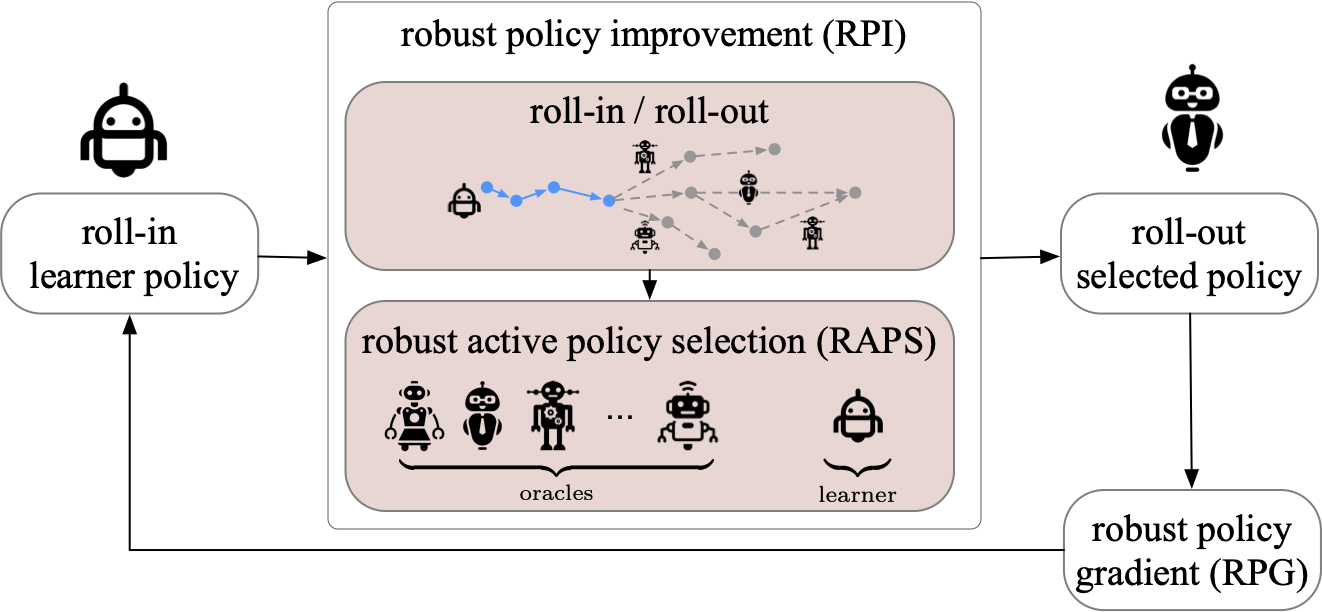 robust policy improvement (RPI)
roll-in / roll-out
roll-in
learner policy
robust active policy selection (RAPS)
...
oracles
learner
roll-out
selected policy
robust policy
gradient (RPG)